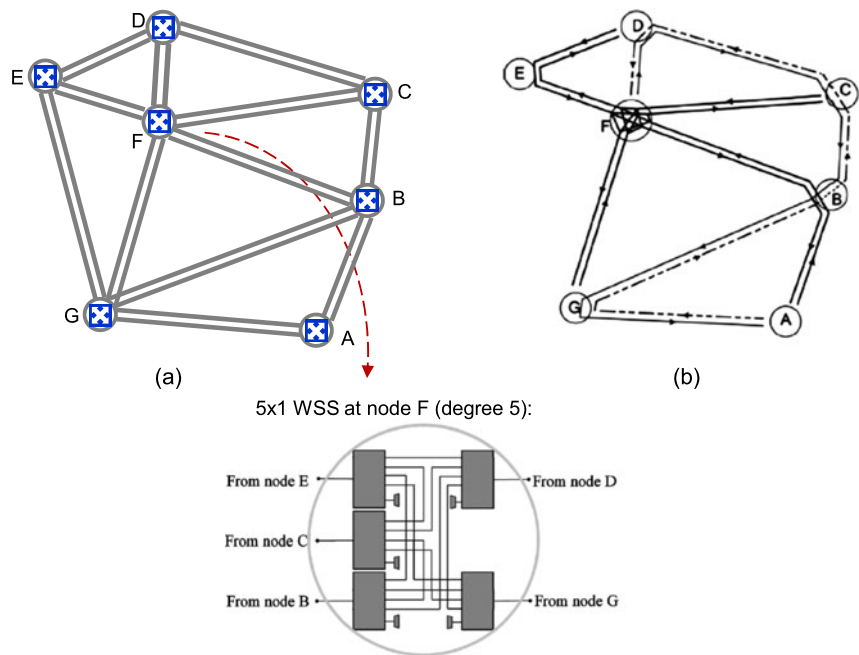 D
E
C
F
B
G
A
(a)
D
E
C
F
B
G
A
(b)
5x1 WSS at node F (degree 5):
From node E
From node D
From node C
From node B
From node G